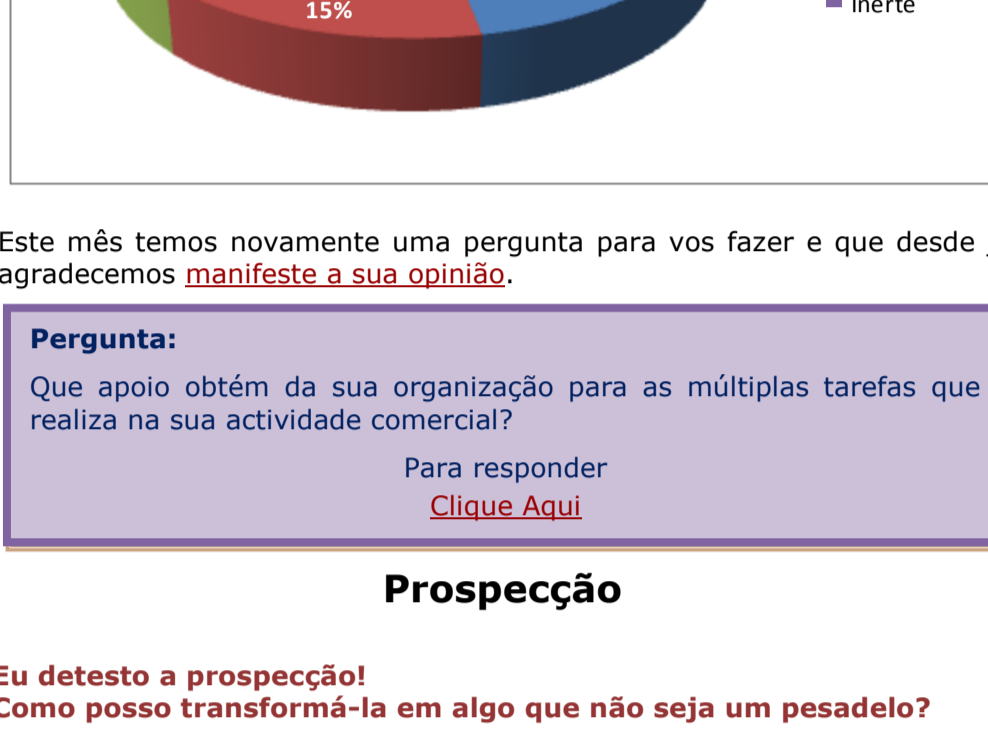 15%
Inerte
Este mês temos novamente uma pergunta para vos fazer e que desde
agradecemos manifeste a sua opinião.
Pergunta:
Que apoio obtém da sua organização para as múltiplas tarefas que
realiza na sua actividade comercial?
Para responder
Clique Aqui
Prospecção
Eu detesto a prospecção!
Como posso transformá-la em algo que não seja um pesadelo?